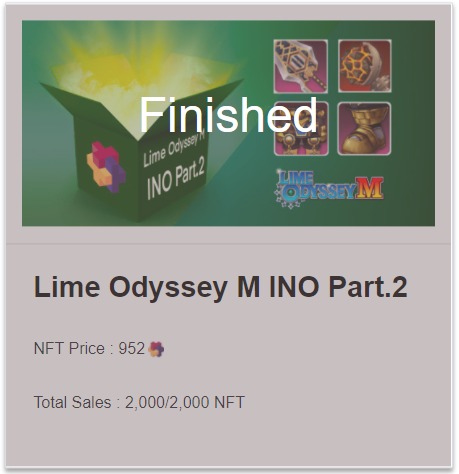 Finished
Lime Odyssey M
INO Part.2
LIME
ODYSSEY M
Lime Odyssey M INO Part.2
NFT Price : 952
Total Sales : 2,000/2,000 NFT